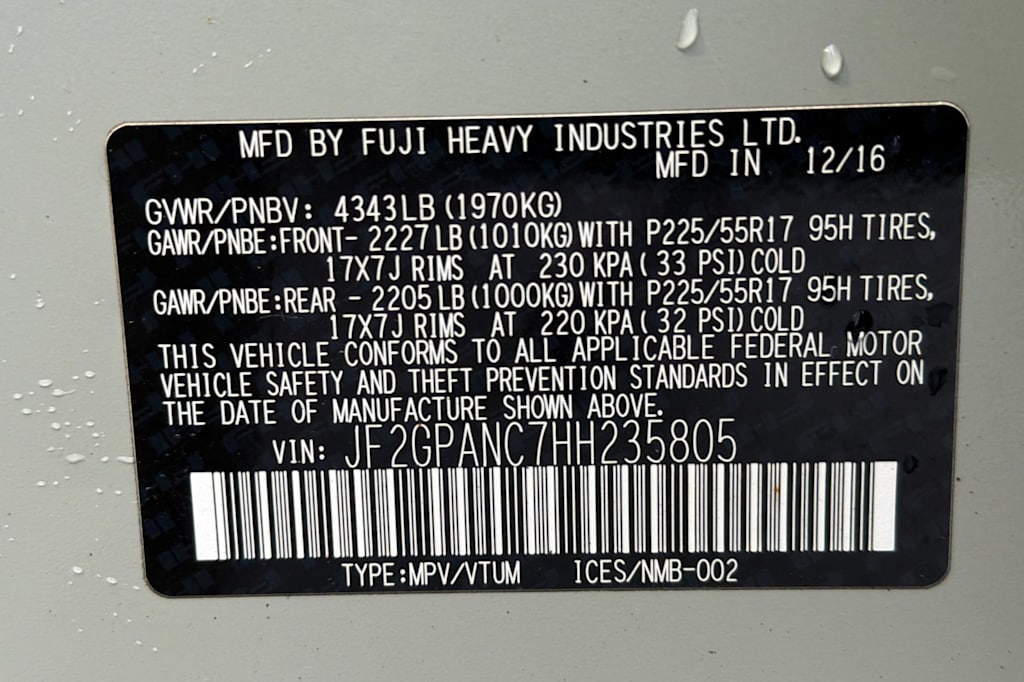 MFD BY FUJI HEAVY INDUSTRIES LTD.
MFD IN 12/16
GVWR/PNBV: 4343LB (1970KG)
GAWR/PNBE:FRONT- 2227LB (1010KG) WITH P225/55R17 95H TIRES,
17X7J RIMS AT 230 KPA ( 33 PSI) COLD
GAWR/PNBE:REAR - 2205LB (1000KG) WITH P225/55R17 95H TIRES,
17X7J RIMS AT 220 KPA ( 32 PSI) COLD
THIS VEHICLE CONFORMS TO ALL APPLICABLE FEDERAL MOTOR
VEHICLE SAFETY AND THEFT PREVENTION STANDARDS IN EFFECT ON
THE DATE OF MANUFACTURE SHOWN ABOVE.
VIN: JF2GPANC7HH235805
TYPE:MPV/VTUM ICES/NMB-002